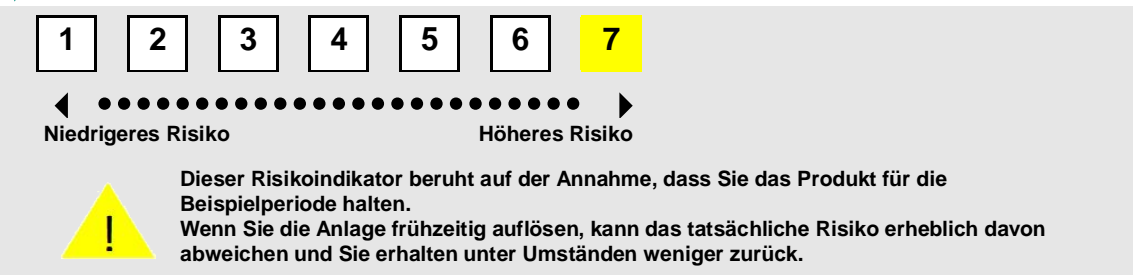 1 2 3 4 5 6 7
Niedrigeres Risiko Höheres Risiko
Dieser Risikoindikator beruht auf der Annahme, dass Sie das Produkt für die
Beispielperiode halten.
Wenn Sie die Anlage frühzeitig auflösen, kann das tatsächliche Risiko erheblich davon
abweichen und Sie erhalten unter Umständen weniger zurück.
!